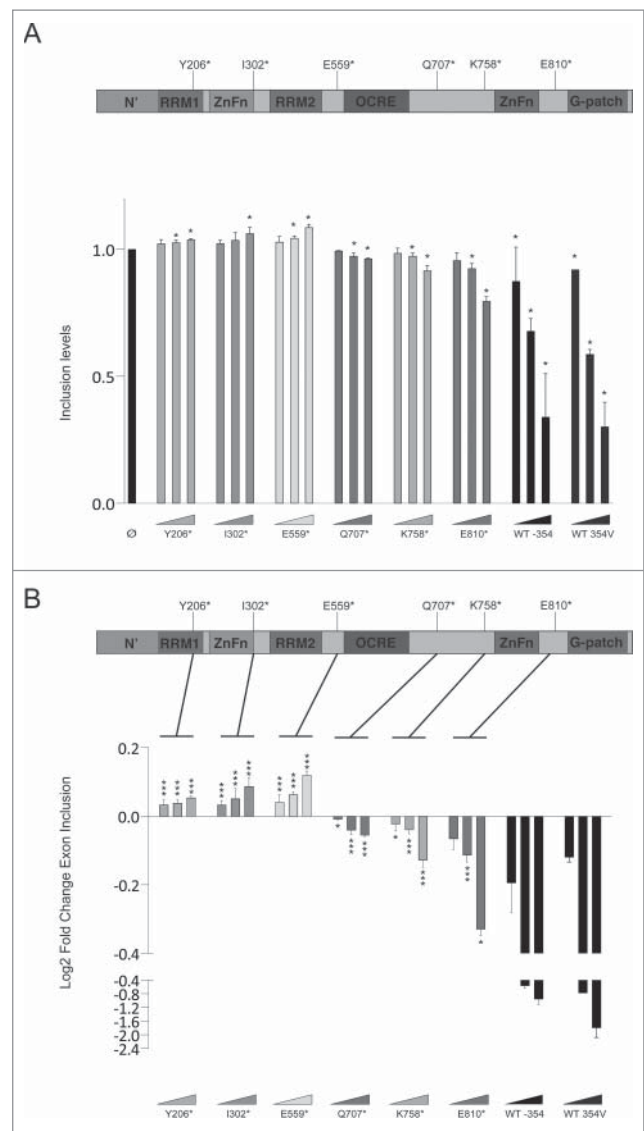 A
Y206* I302* E559* Q707* K758* E810*
N' RRM1 ZnFn RRM2 OCRE ZnFn G-patch
Inclusion levels
1.0
0.5
0.0
* * * * * * * * * * * * * * * * *
Ø Y206* I302* E559* Q707* K758* E810* WT -354 WT 354V
B
Y206* I302* E559* Q707* K758* E810*
N' RRM1 ZnFn RRM2 OCRE ZnFn G-patch
Log2 Fold Change Exon Inclusion
0.2
0.0
-0.2
-0.4
-0.4
-0.8
-1.2
-1.6
-2.0
-2.4
*** *** *** *** *** *** *** *** ***
* *** *** * *** *** *** *
Y206* I302* E559* Q707* K758* E810* WT -354 WT 354V